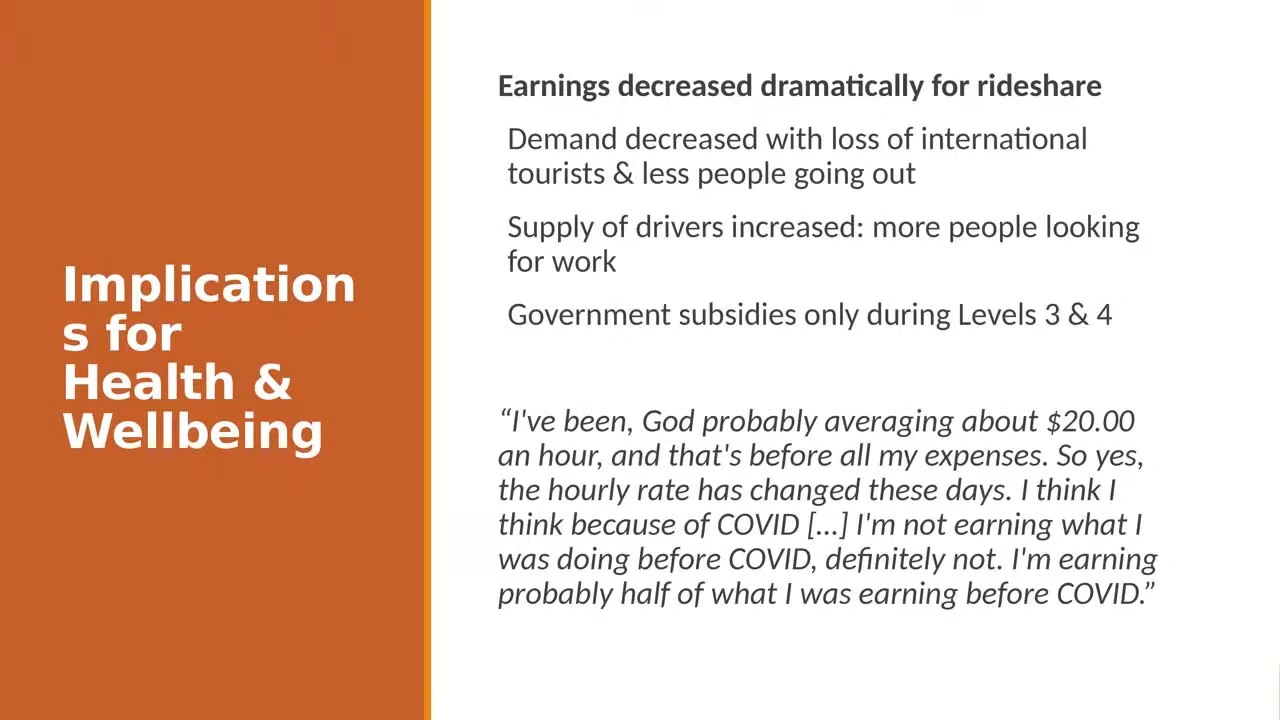 Implication
s for
Health &
Wellbeing
Earnings decreased dramatically for rideshare
Demand decreased with loss of international
tourists & less people going out
Supply of drivers increased: more people looking
for work
Government subsidies only during Levels 3 & 4
“I've been, God probably averaging about $20.00
an hour, and that's before all my expenses. So yes,
the hourly rate has changed these days. I think I
think because of COVID [...] I'm not earning what I
was doing before COVID, definitely not. I'm earning
probably half of what I was earning before COVID.”